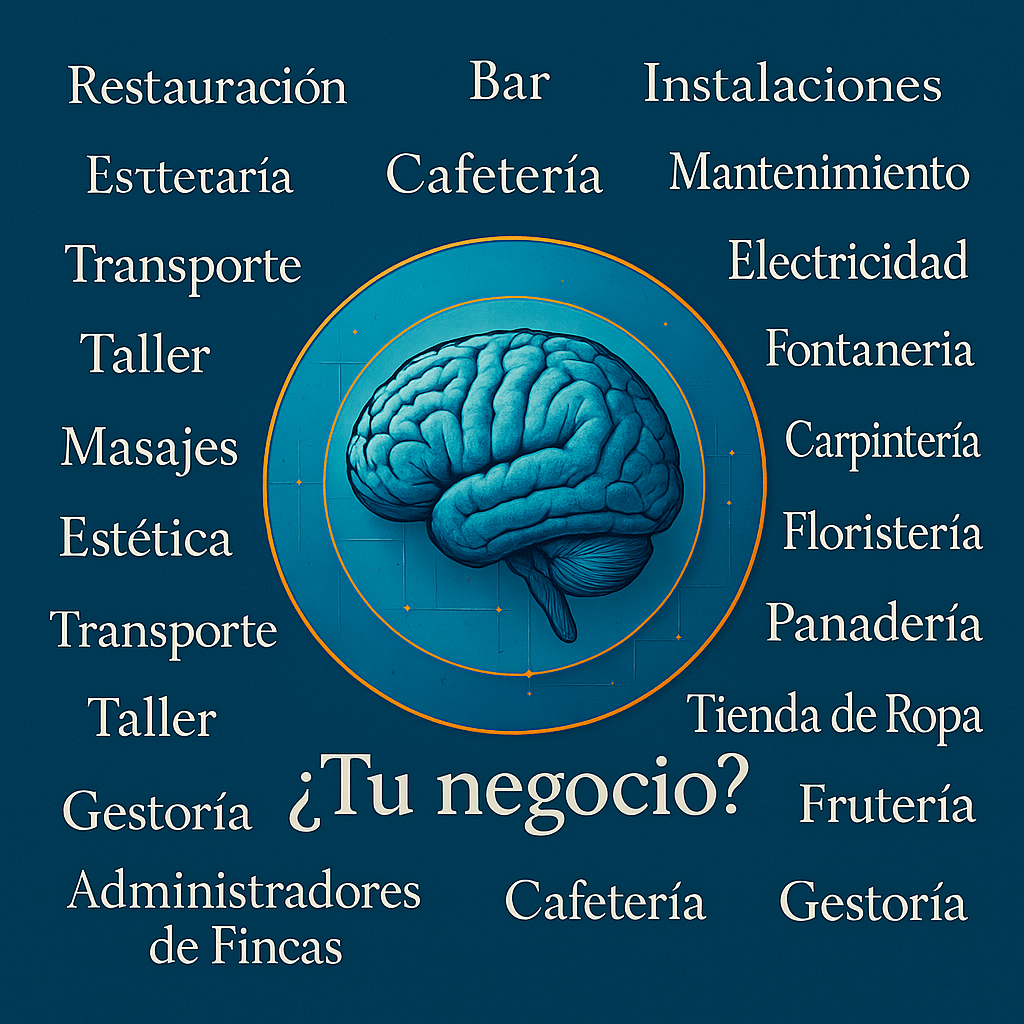 Restauración
Bar
Instalaciones
Cafetería
Mantenimiento
Transporte
Electricidad
Taller
Fontaneria
Masajes
Carpintería
Estética
Floristería
Transporte
Panadería
Taller
Tienda de Ropa
¿Tu negocio?
Gestoría
Frutería
Administradores
de Fincas
Cafetería
Gestoría